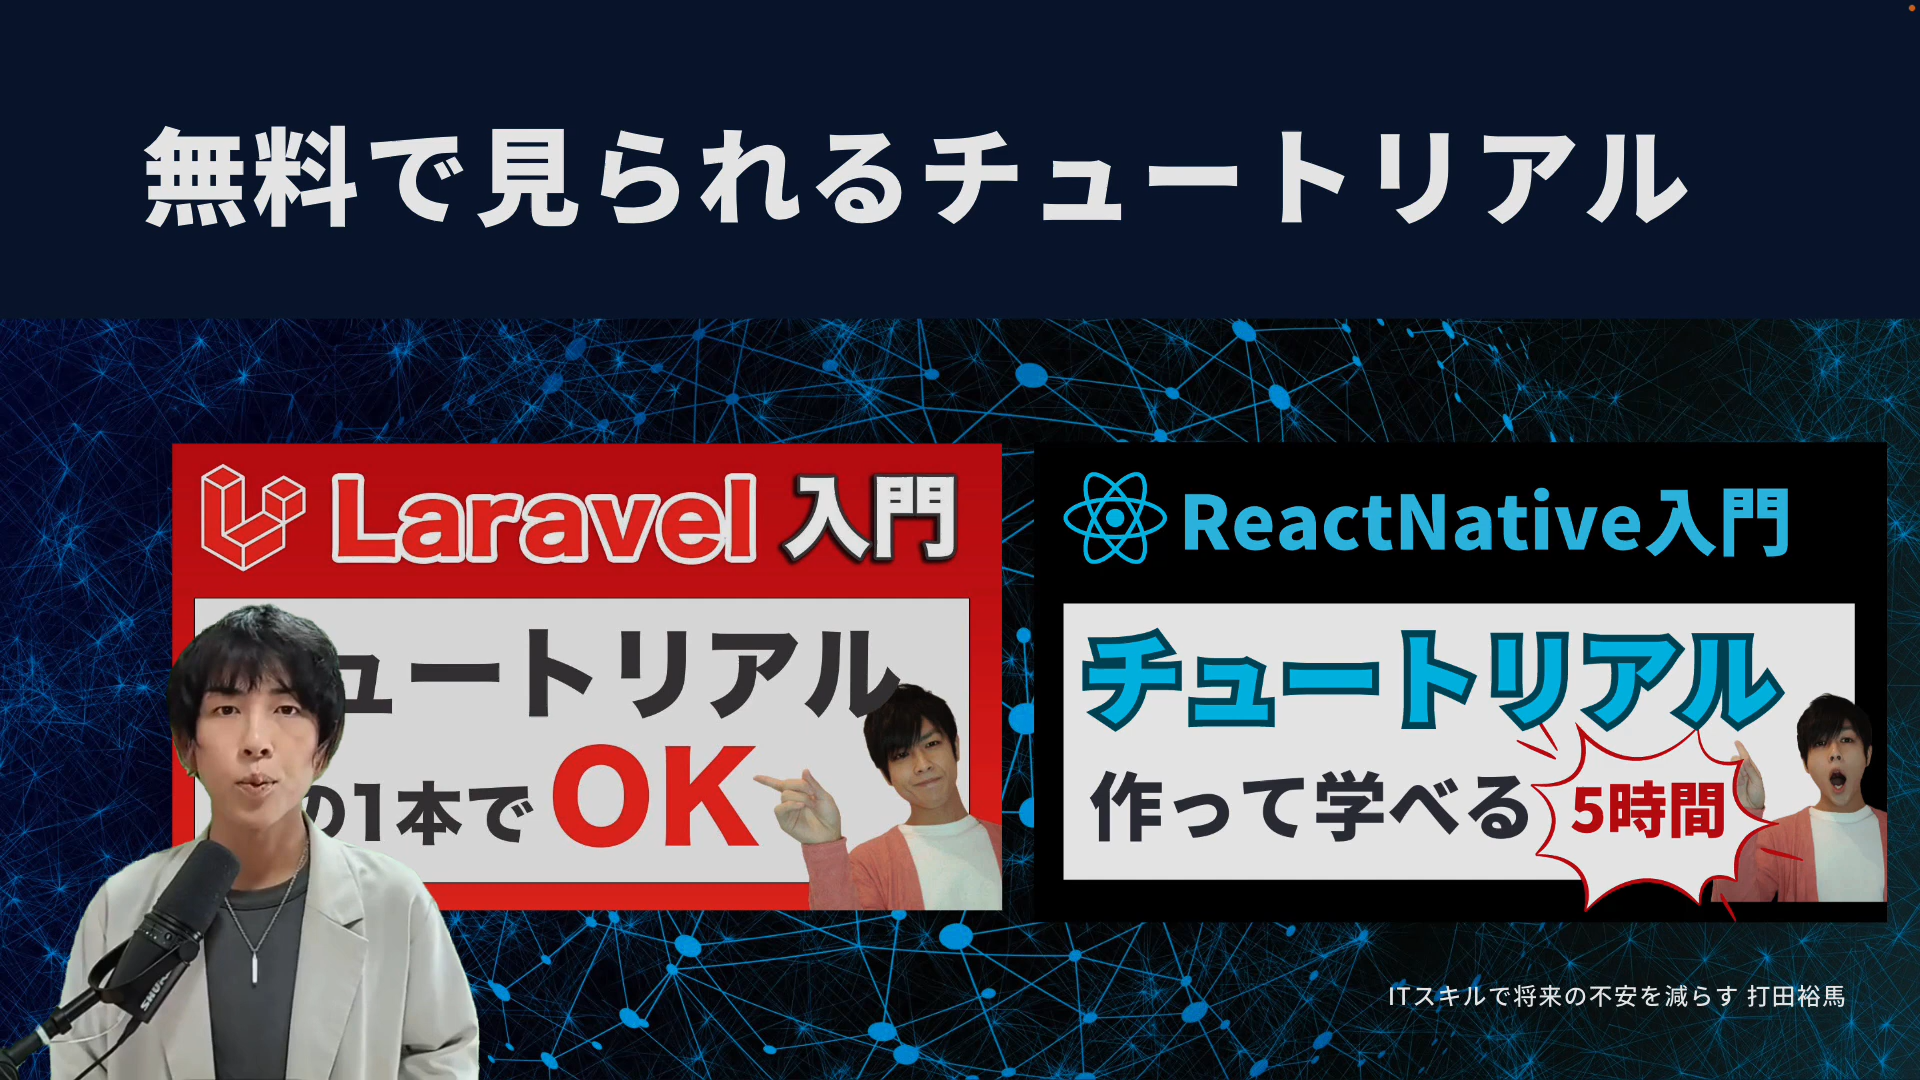 無料で見られるチュートリアル
Laravel 入門
ュートリアル
の1本で OK
ReactNative入門
チュートリアル
作って学べる
5時間
SHURE
ITスキルで将来の不安を減らす 打田裕馬